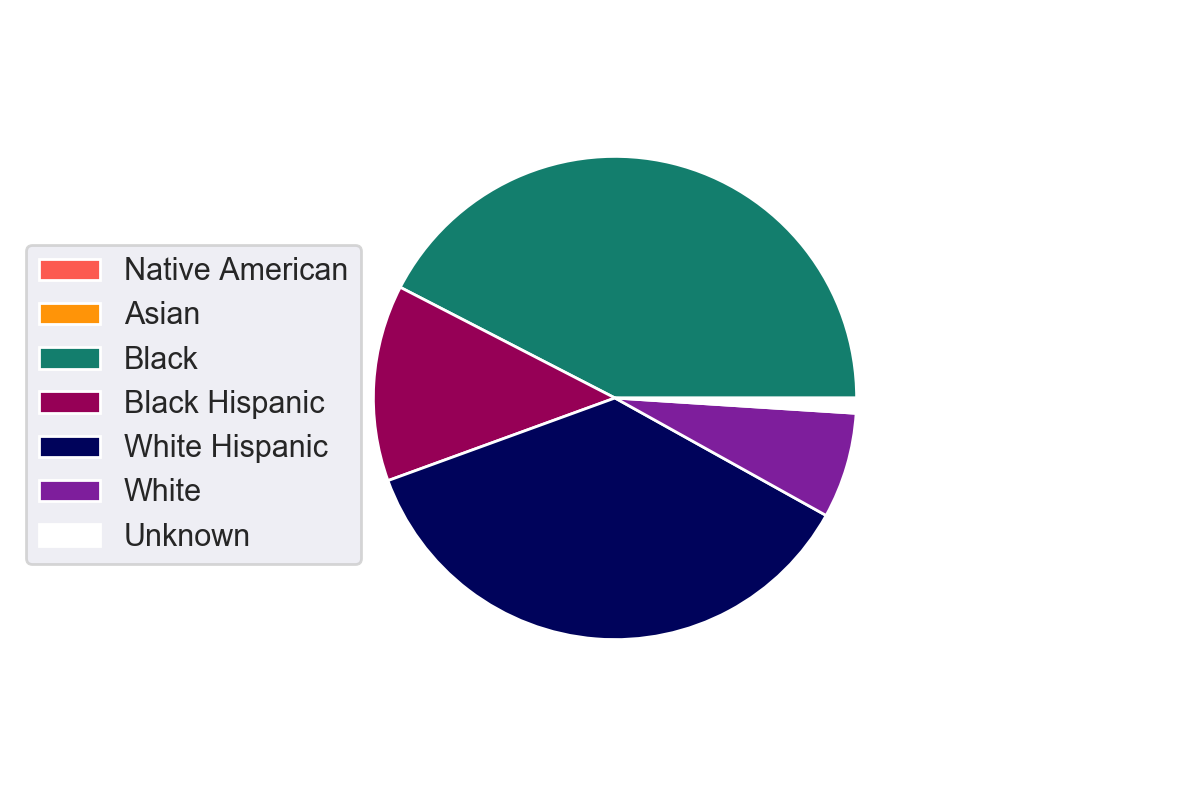 Native American
Asian
Black
Black Hispanic
White Hispanic
White
Unknown